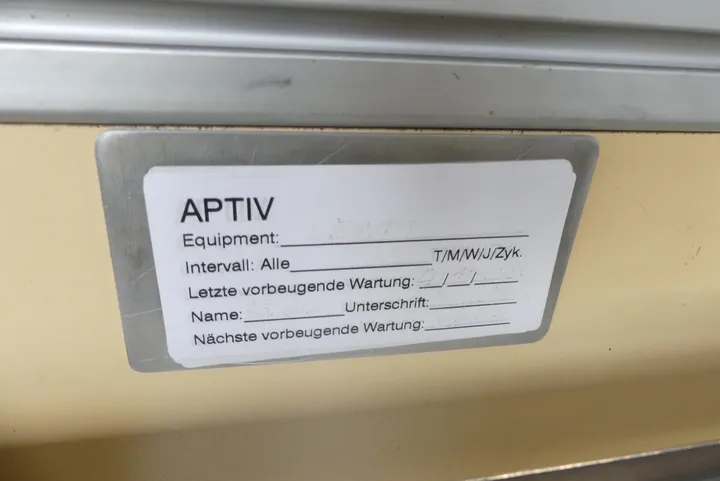 APTIV
Equipment:
Intervall: Alle T/M/W/J/Zyk.
Letzte vorbeugende Wartung: / /
Name: Unterschrift:
Nächste vorbeugende Wartung: